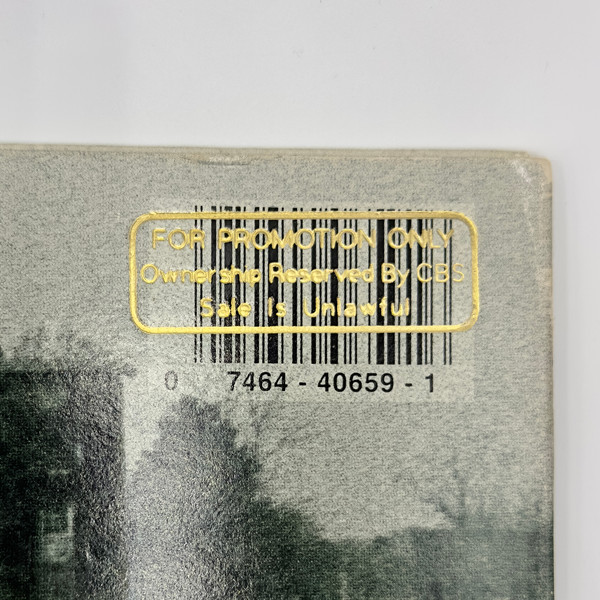 FOR PROMOTION ONLY
Ownership Reserved By CBS
Sale Is Unlawful
0 7464 - 40659 - 1